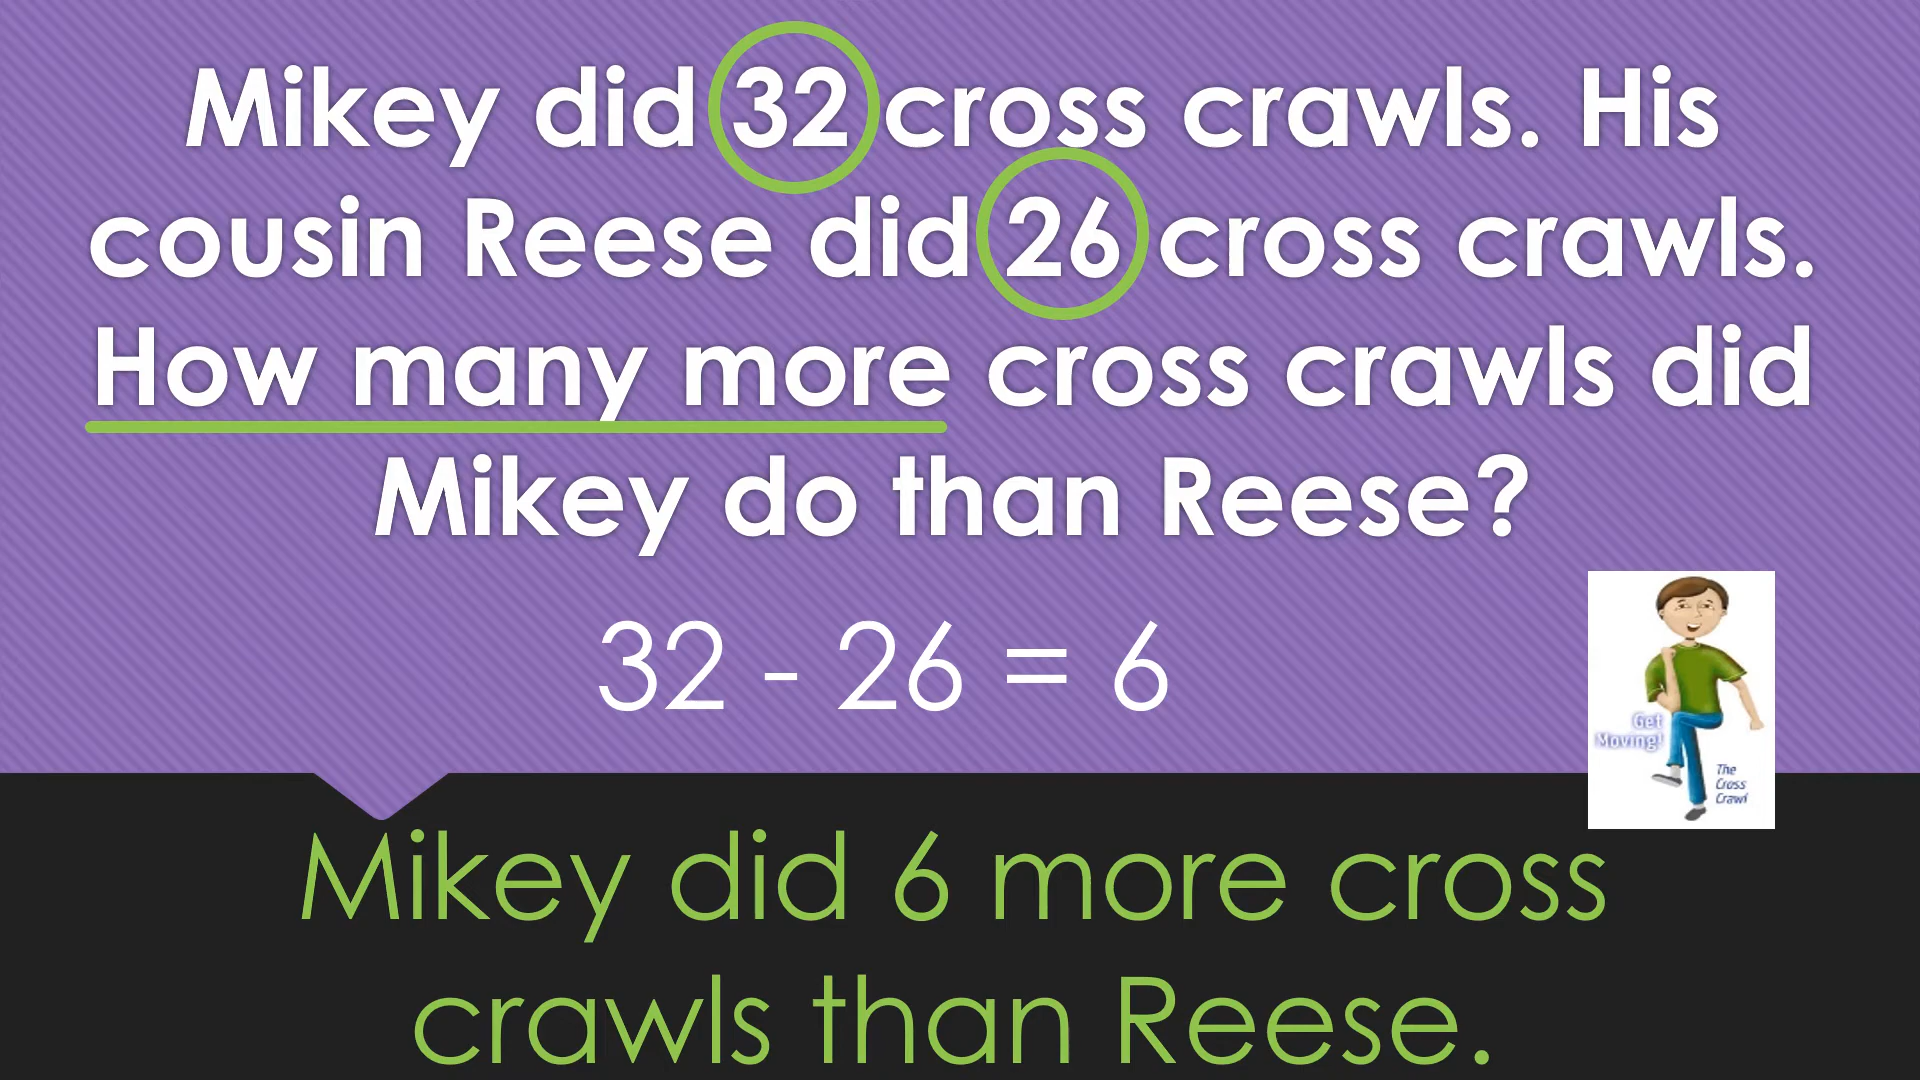 Mikey did 32 cross crawls. His
cousin Reese did 26 cross crawls.
How many more cross crawls did
Mikey do than Reese?
32 - 26 = 6
Get
Moving!
The
Cross
Crawl
Mikey did 6 more cross
crawls than Reese.